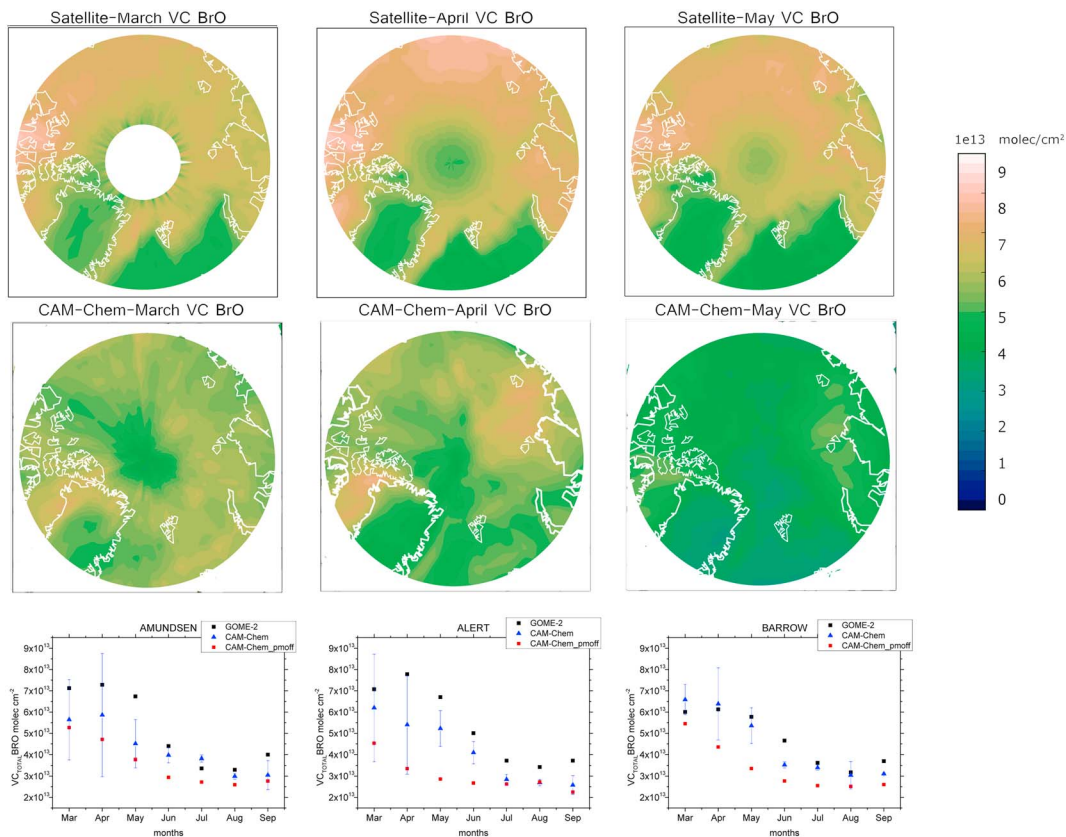 Satellite-March VC BrO
Satellite-April VC BrO
Satellite-May VC BrO
1e13 molec/cm²
9
8
7
6
5
4
3
2
1
0
CAM-Chem-March VC BrO
CAM-Chem-April VC BrO
CAM-Chem-May VC BrO
AMUNDSEN
GOME-2
CAM-Chem
CAM-Chem_pmoff
9x10¹³
8x10¹³
7x10¹³
6x10¹³
5x10¹³
4x10¹³
3x10¹³
2x10¹³
VC_TOTAL BRO molec cm⁻²
Mar Apr May Jun Jul Aug Sep
months
ALERT
GOME-2
CAM-Chem
CAM-Chem_pmoff
9x10¹³
8x10¹³
7x10¹³
6x10¹³
5x10¹³
4x10¹³
3x10¹³
2x10¹³
VC_TOTAL BRO molec cm⁻²
Mar Apr May Jun Jul Aug Sep
months
BARROW
GOME-2
CAM-Chem
CAM-Chem_pmoff
9x10¹³
8x10¹³
7x10¹³
6x10¹³
5x10¹³
4x10¹³
3x10¹³
2x10¹³
VC_TOTAL BRO molec cm⁻²
Mar Apr May Jun Jul Aug Sep
months